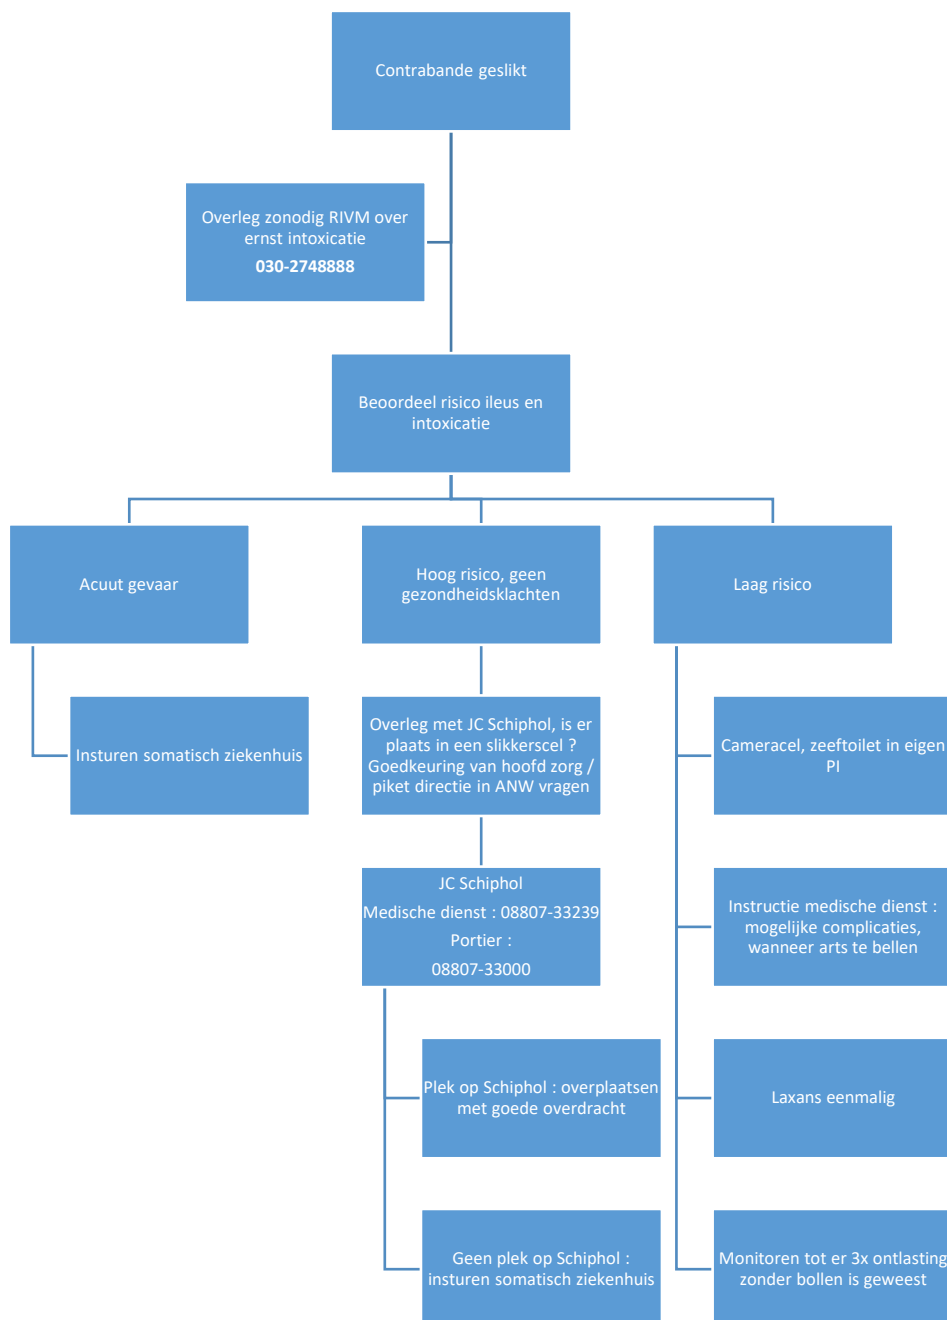 Contrabande geslikt
Overleg zonodig RIVM over
ernst intoxicatie
030-2748888
Beoordeel risico ileus en
intoxicatie
Acuut gevaar
Insturen somatisch ziekenhuis
Hoog risico, geen
gezondheidsklachten
Overleg met JC Schiphol, is er
plaats in een slikkerscel ?
Goedkeuring van hoofd zorg /
piket directie in ANW vragen
JC Schiphol
Medische dienst : 08807-33239
Portier :
08807-33000
Plek op Schiphol : overplaatsen
met goede overdracht
Geen plek op Schiphol :
insturen somatisch ziekenhuis
Laag risico
Cameracel, zeeftoilet in eigen
PI
Instructie medische dienst :
mogelijke complicaties,
wanneer arts te bellen
Laxans eenmalig
Monitoren tot er 3x ontlasting
zonder bollen is geweest